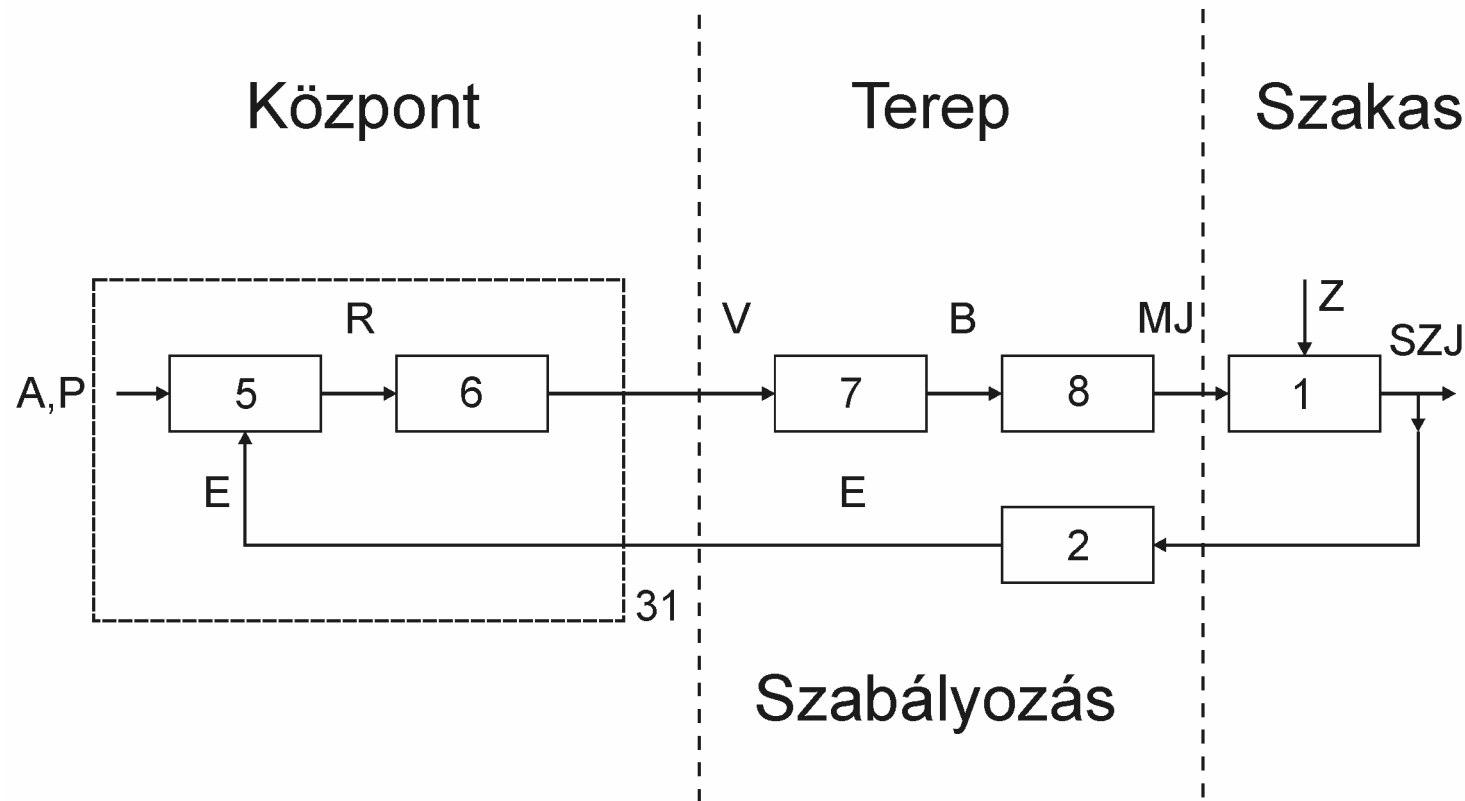 Központ Terep Szakas
Z
R V B MJ SZJ
A,P 5 6 7 8 1
E E
2
31
Szabályozás